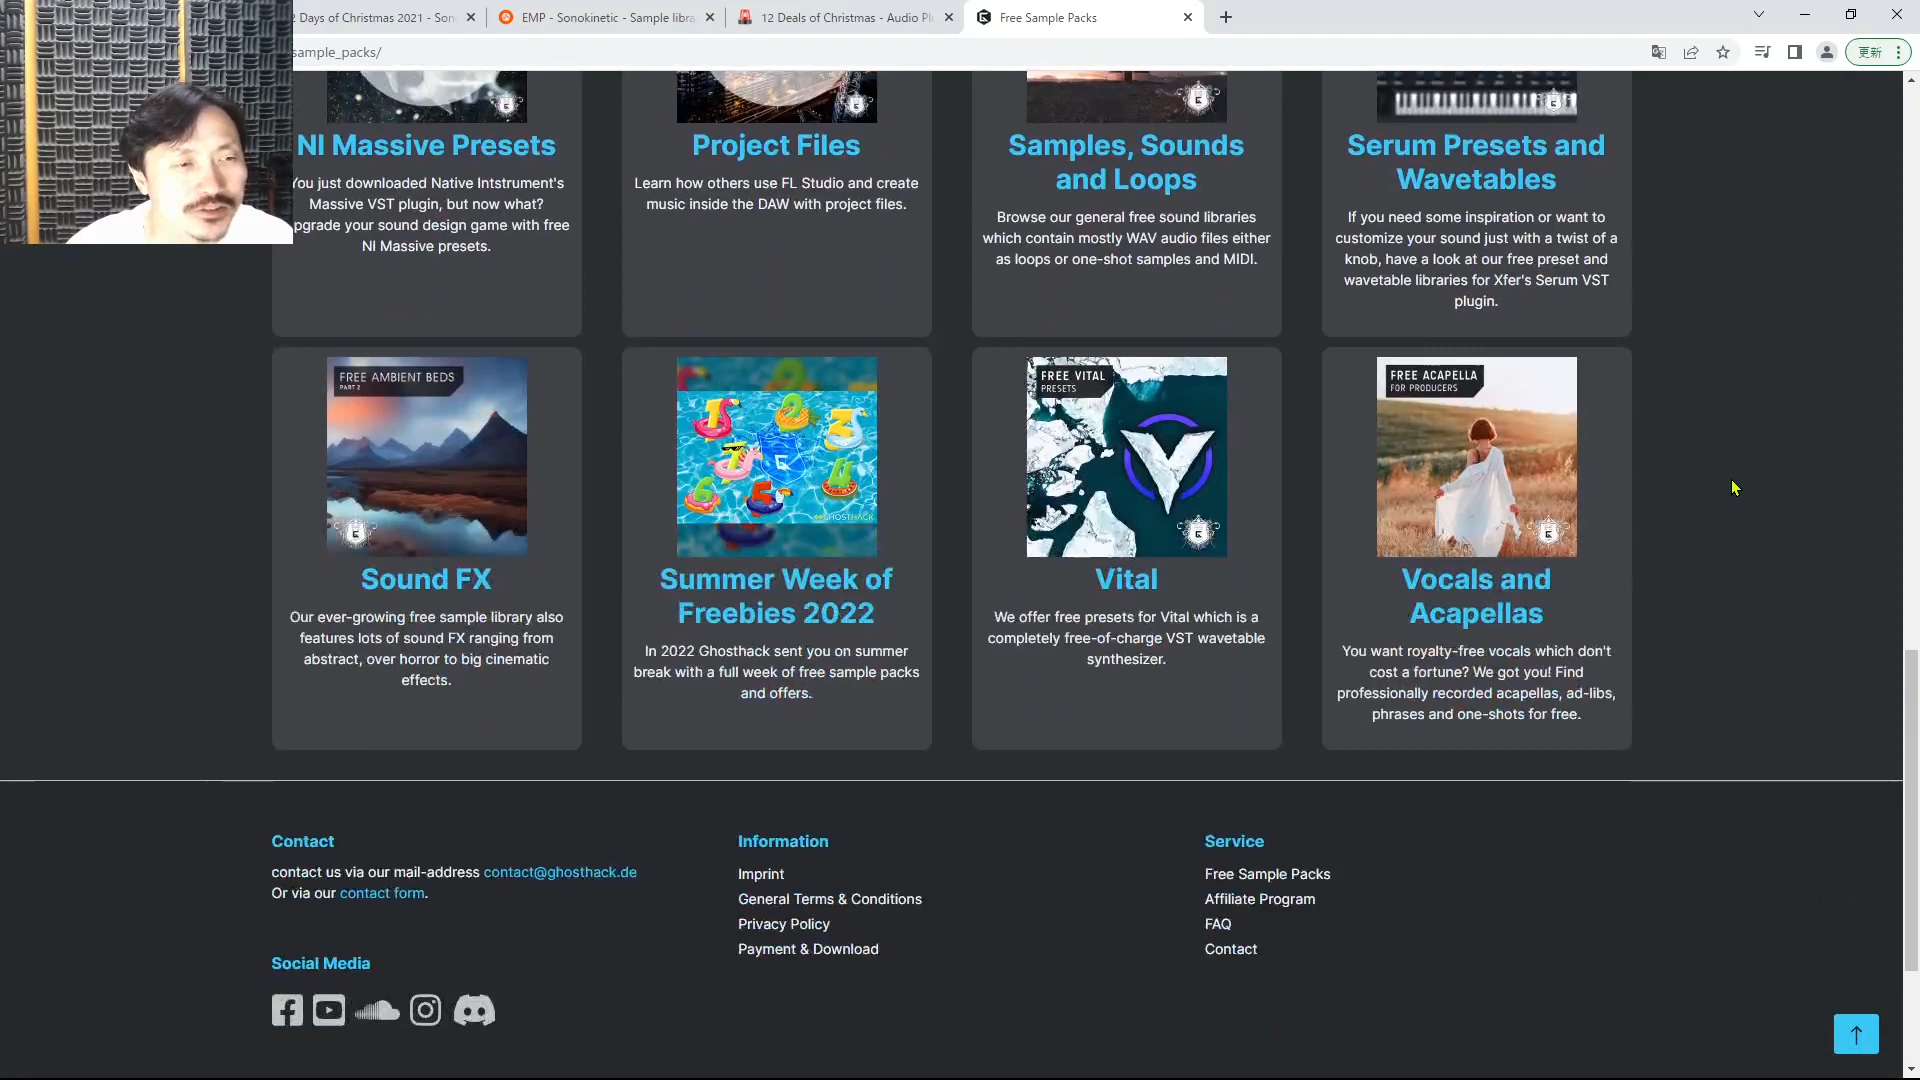 2 Days of Christmas 2021 - Son
EMP - Sonokinetic - Sample libra
12 Deals of Christmas - Audio Pl
Free Sample Packs
sample_packs/
更新
NI Massive Presets
You just downloaded Native Intstrument's
Massive VST plugin, but now what?
pgrade your sound design game with free
NI Massive presets.
Project Files
Learn how others use FL Studio and create
music inside the DAW with project files.
Samples, Sounds
and Loops
Browse our general free sound libraries
which contain mostly WAV audio files either
as loops or one-shot samples and MIDI.
Serum Presets and
Wavetables
If you need some inspiration or want to
customize your sound just with a twist of a
knob, have a look at our free preset and
wavetable libraries for Xfer's Serum VST
plugin.
FREE AMBIENT BEDS
PART 2
Sound FX
Our ever-growing free sample library also
features lots of sound FX ranging from
abstract, over horror to big cinematic
effects.
1
2
3
7
6
5
4
GHOSTHACK
Summer Week of
Freebies 2022
In 2022 Ghosthack sent you on summer
break with a full week of free sample packs
and offers.
FREE VITAL
PRESETS
Vital
We offer free presets for Vital which is a
completely free-of-charge VST wavetable
synthesizer.
FREE ACAPELLA
FOR PRODUCERS
Vocals and
Acapellas
You want royalty-free vocals which don't
cost a fortune? We got you! Find
professionally recorded acapellas, ad-libs,
phrases and one-shots for free.
Contact
contact us via our mail-address contact@ghosthack.de
Or via our contact form.
Social Media
Information
Imprint
General Terms & Conditions
Privacy Policy
Payment & Download
Service
Free Sample Packs
Affiliate Program
FAQ
Contact